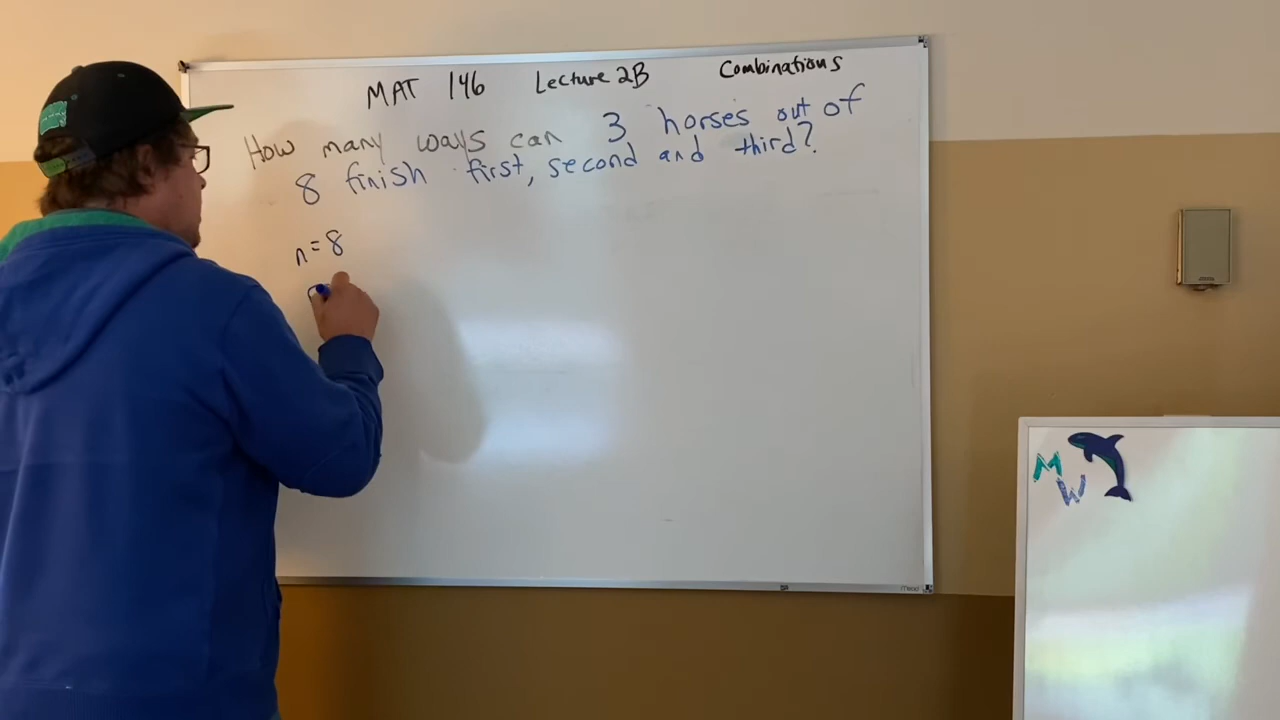 MAT 146 Lecture 2B Combinations
How many ways can 3 horses out of
8 finish first, second and third?
n=8
M
W